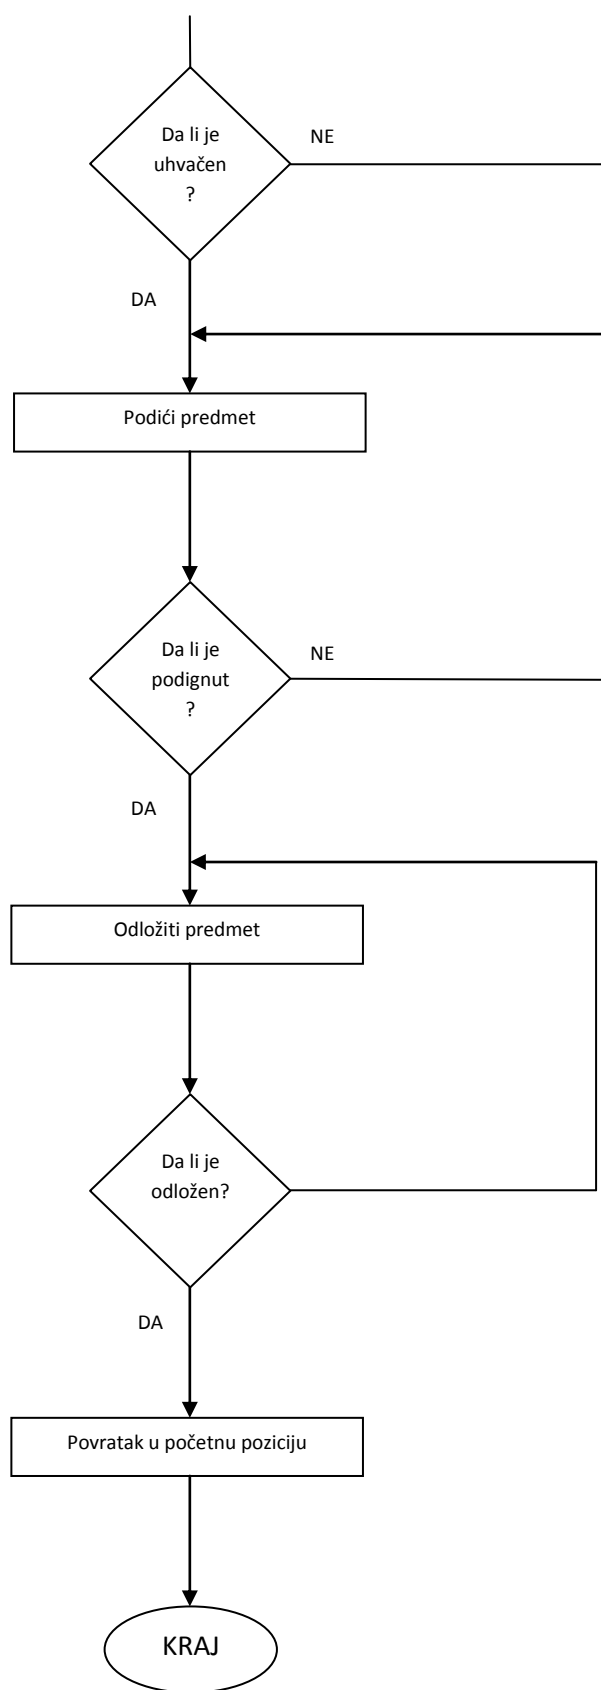 Da li je
uhvačen
?
NE
DA
Podići predmet
Da li je
podignut
?
NE
DA
Odložiti predmet
Da li je
odložen?
DA
Povratak u početnu poziciju
KRAJ